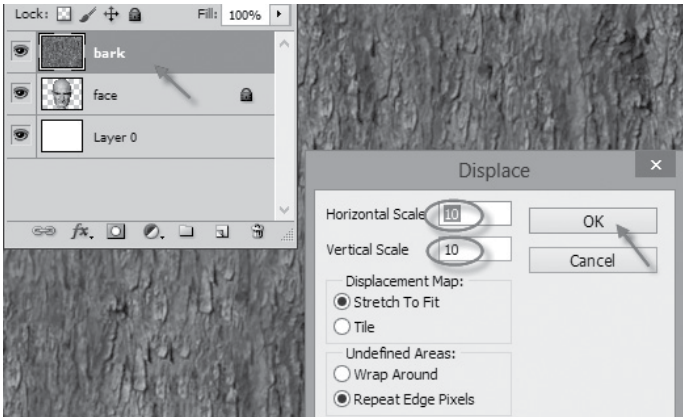 Lock:
Fill: 100%
bark
face
Layer 0
Displace
Horizontal Scale 10
OK
Vertical Scale 10
Cancel
Displacement Map:
Stretch To Fit
Tile
Undefined Areas:
Wrap Around
Repeat Edge Pixels
fx.